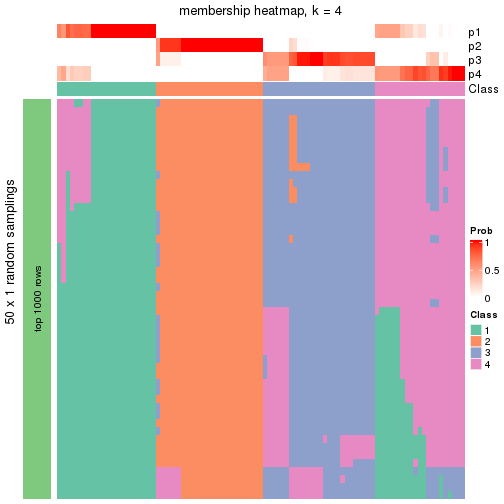 membership heatmap, k = 4
p1
p2
p3
p4
Class
50 x 1 random samplings
top 1000 rows
Prob
1
0.5
0
Class
1
2
3
4